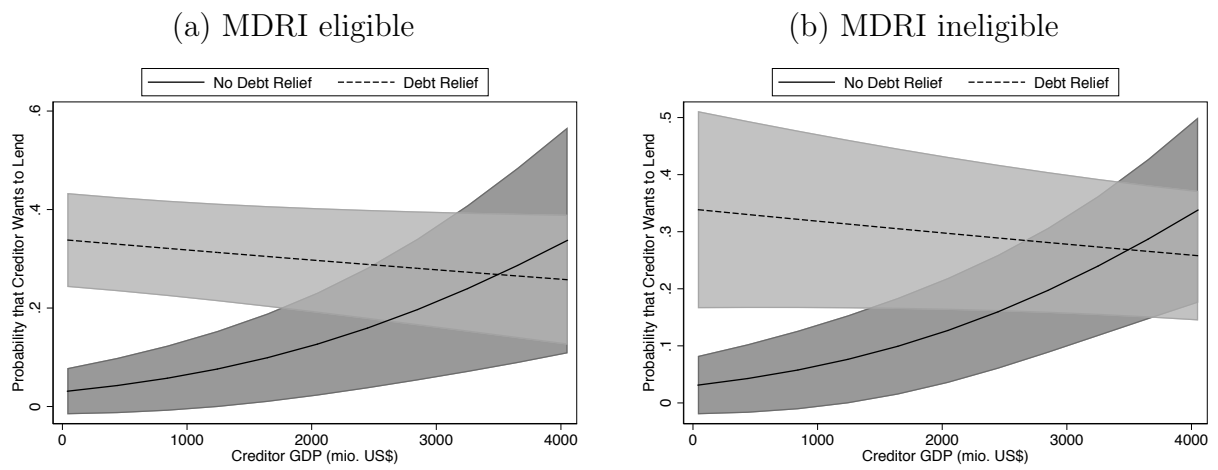 (a) MDRI eligible
No Debt Relief
Debt Relief
Probability that Creditor Wants to Lend
.6
.4
.2
0
0 1000 2000 3000 4000
Creditor GDP (mio. US$)
(b) MDRI ineligible
No Debt Relief
Debt Relief
Probability that Creditor Wants to Lend
.5
.4
.3
.2
.1
0
0 1000 2000 3000 4000
Creditor GDP (mio. US$)